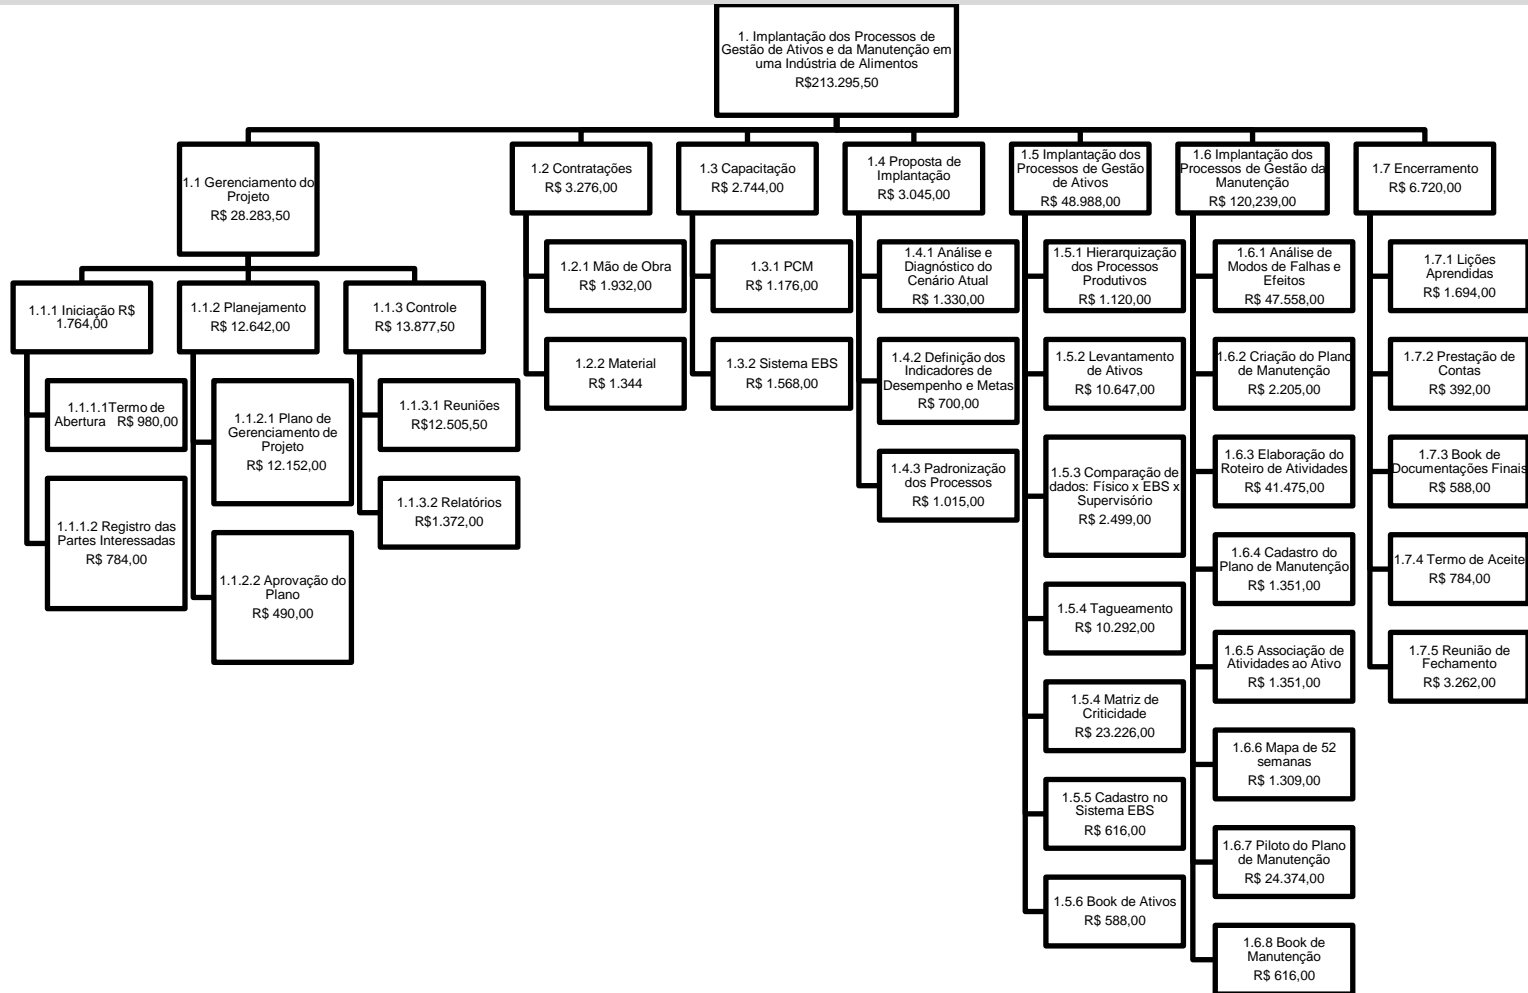 1. Implantação dos Processos de
Gestão de Ativos e da Manutenção em
uma Indústria de Alimentos
R$213.295,50
1.1 Gerenciamento do
Projeto
R$ 28.283,50
1.1.1 Iniciação R$
1.764,00
1.1.1.1Termo de
Abertura R$ 980,00
1.1.1.2 Registro das
Partes Interessadas
R$ 784,00
1.1.2 Planejamento
R$ 12.642,00
1.1.2.1 Plano de
Gerenciamento de
Projeto
R$ 12.152,00
1.1.2.2 Aprovação do
Plano
R$ 490,00
1.1.3 Controle
R$ 13.877,50
1.1.3.1 Reuniões
R$12.505,50
1.1.3.2 Relatórios
R$1.372,00
1.2 Contratações
R$ 3.276,00
1.2.1 Mão de Obra
R$ 1.932,00
1.2.2 Material
R$ 1.344
1.3 Capacitação
R$ 2.744,00
1.3.1 PCM
R$ 1.176,00
1.3.2 Sistema EBS
R$ 1.568,00
1.4 Proposta de
Implantação
R$ 3.045,00
1.4.1 Análise e
Diagnóstico do
Cenário Atual
R$ 1.330,00
1.4.2 Definição dos
Indicadores de
Desempenho e Metas
R$ 700,00
1.4.3 Padronização
dos Processos
R$ 1.015,00
1.5 Implantação dos
Processos de Gestão
de Ativos
R$ 48.988,00
1.5.1 Hierarquização
dos Processos
Produtivos
R$ 1.120,00
1.5.2 Levantamento
de Ativos
R$ 10.647,00
1.5.3 Comparação de
dados: Físico x EBS x
Supervisório
R$ 2.499,00
1.5.4 Tagueamento
R$ 10.292,00
1.5.4 Matriz de
Criticidade
R$ 23.226,00
1.5.5 Cadastro no
Sistema EBS
R$ 616,00
1.5.6 Book de Ativos
R$ 588,00
1.6 Implantação dos
Processos de Gestão da
Manutenção
R$ 120,239,00
1.6.1 Análise de
Modos de Falhas e
Efeitos
R$ 47.558,00
1.6.2 Criação do Plano
de Manutenção
R$ 2.205,00
1.6.3 Elaboração do
Roteiro de Atividades
R$ 41.475,00
1.6.4 Cadastro do
Plano de Manutenção
R$ 1.351,00
1.6.5 Associação de
Atividades ao Ativo
R$ 1.351,00
1.6.6 Mapa de 52
semanas
R$ 1.309,00
1.6.7 Piloto do Plano
de Manutenção
R$ 24.374,00
1.6.8 Book de
Manutenção
R$ 616,00
1.7 Encerramento
R$ 6.720,00
1.7.1 Lições
Aprendidas
R$ 1.694,00
1.7.2 Prestação de
Contas
R$ 392,00
1.7.3 Book de
Documentações Finais
R$ 588,00
1.7.4 Termo de Aceite
R$ 784,00
1.7.5 Reunião de
Fechamento
R$ 3.262,00